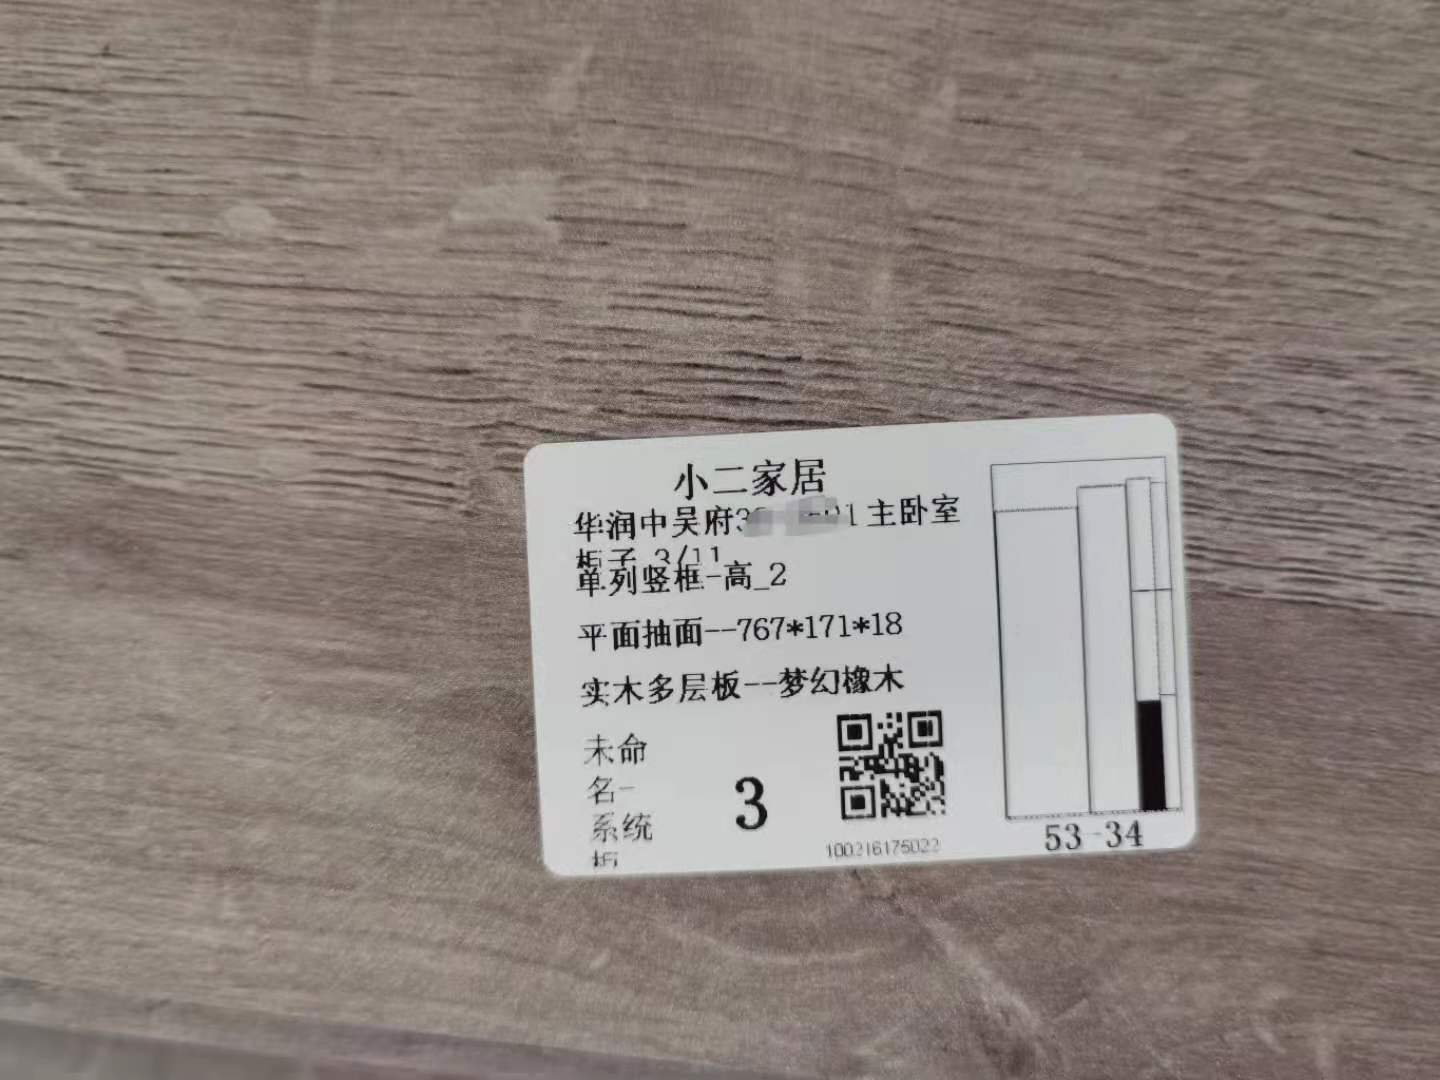 小二家居
华润中吴府3 01主卧室
柜子 3/11
单列竖框-高_2
平面抽面--767*171*18
实木多层板--梦幻橡木
未命
名-
系统
板
3
100216175022
53-34